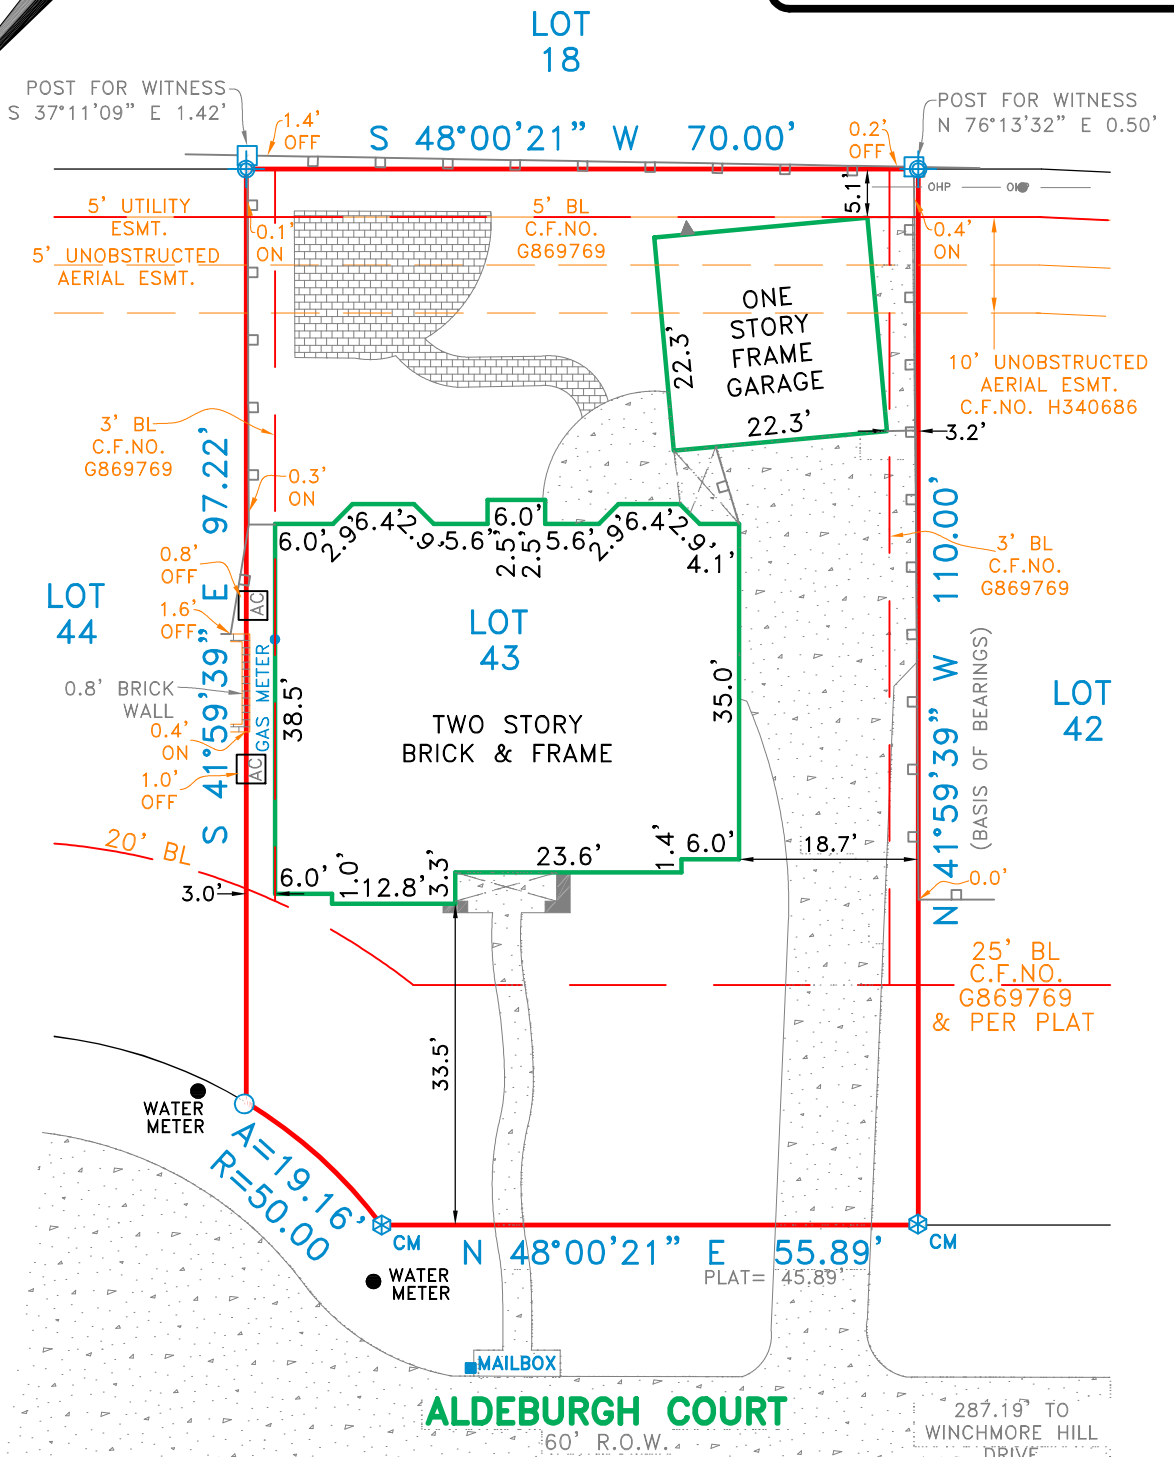 LOT
18
POST FOR WITNESS
S 37°11'09" E 1.42'
POST FOR WITNESS
N 76°13'32" E 0.50'
1.4'
OFF
S 48°00'21" W 70.00'
0.2'
OFF
5.1'
OHP
5' UTILITY
ESMT.
0.1'
ON
5' BL
C.F.NO.
G869769
0.4'
ON
5' UNOBSTRUCTED
AERIAL ESMT.
ONE
STORY
FRAME
GARAGE
22.3'
22.3'
10' UNOBSTRUCTED
AERIAL ESMT.
C.F.NO. H340686
3.2'
3' BL
C.F.NO.
G869769
0.3'
ON
S 41°59'39" E 97.22'
6.0'
2.9'
6.4'
2.9'
5.6'
2.5'
6.0'
2.5'
5.6'
2.9'
6.4'
2.9'
4.1'
3' BL
C.F.NO.
G869769
N 41°59'39" W 110.00'
(BASIS OF BEARINGS)
0.8'
OFF
AC
1.6'
OFF
LOT
44
LOT
43
LOT
42
GAS METER
0.8' BRICK
WALL
0.4'
ON
38.5'
35.0'
TWO STORY
BRICK & FRAME
AC
1.0'
OFF
20' BL
3.0'
6.0'
1.0'
12.8'
3.3'
23.6'
1.4'
6.0'
18.7'
0.0'
25' BL
C.F.NO.
G869769
& PER PLAT
33.5'
WATER
METER
A=19.16'
R=50.00
CM
N 48°00'21" E 55.89'
CM
PLAT= 45.89'
WATER
METER
MAILBOX
ALDEBURGH COURT
60' R.O.W.
287.19' TO
WINCHMORE HILL
DRIVE